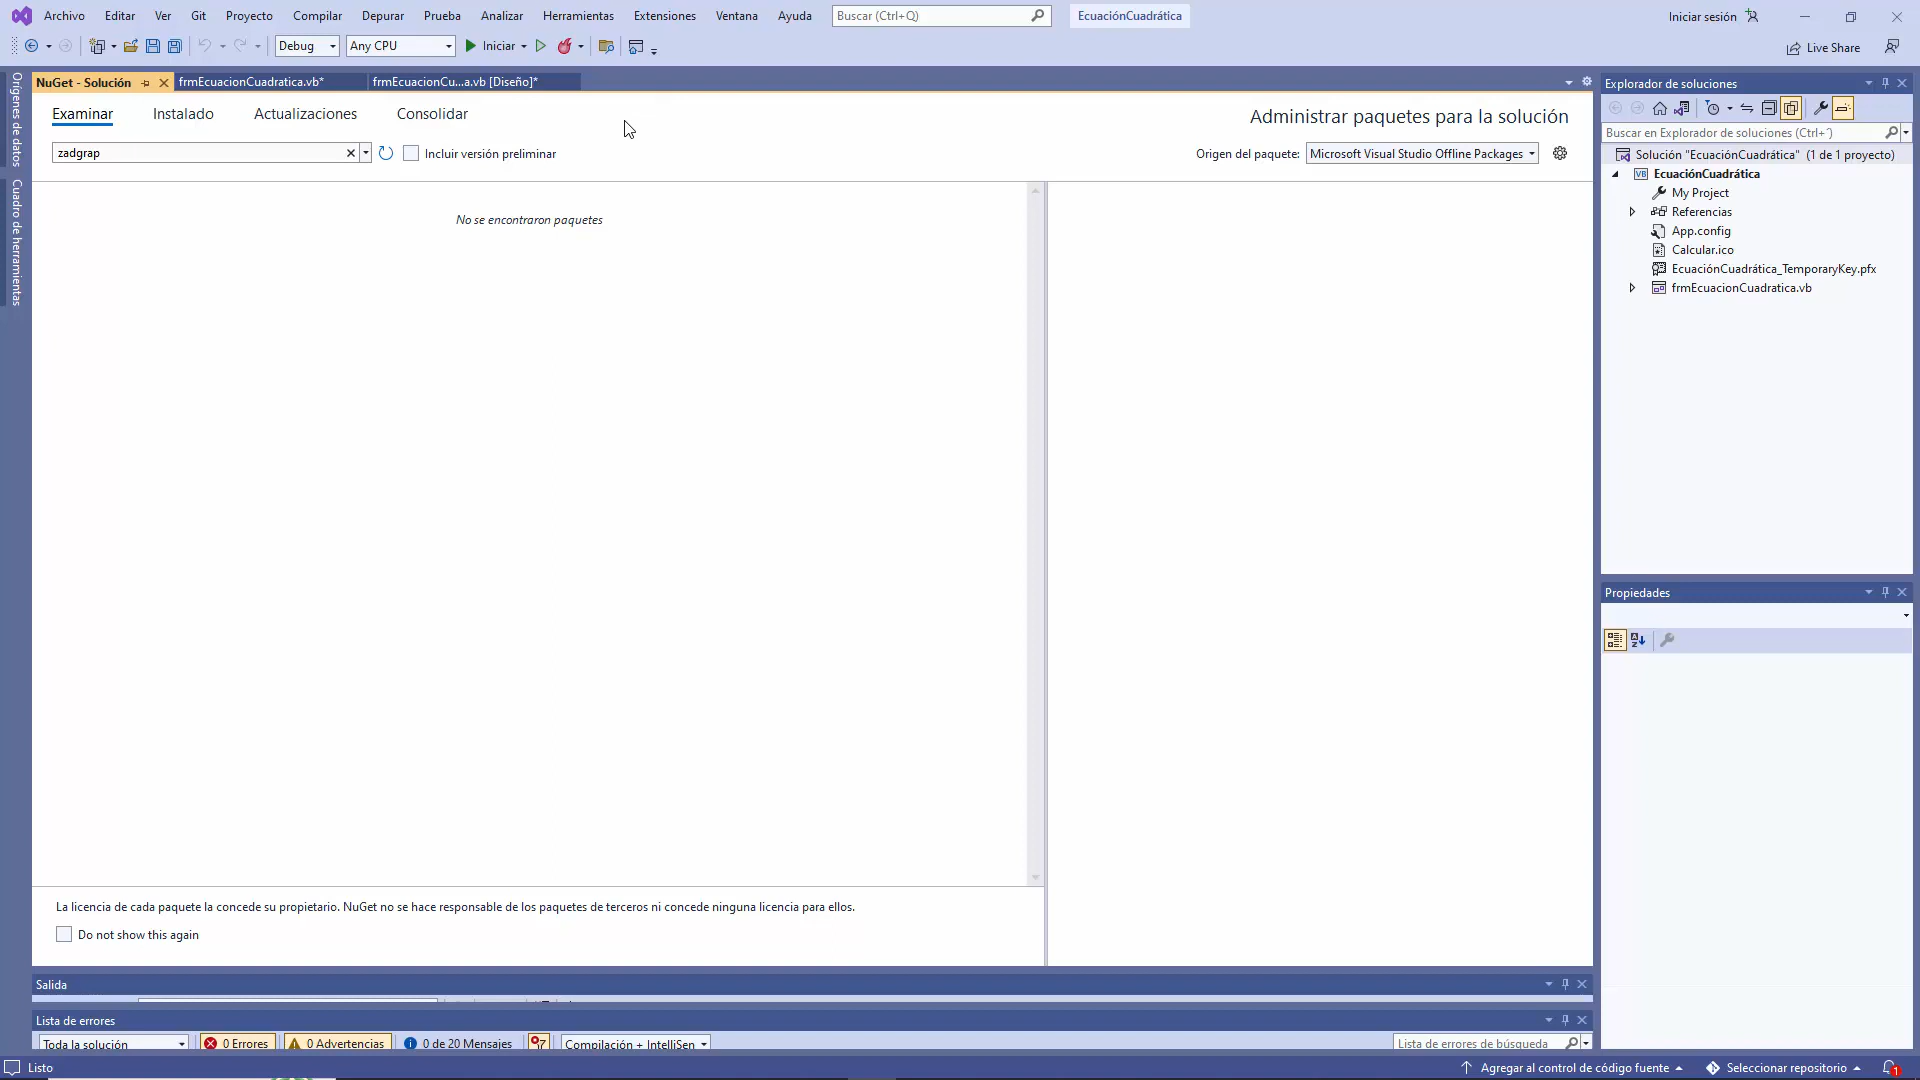 Archivo Editar Ver Git Proyecto Compilar Depurar Prueba Analizar Herramientas Extensiones Ventana Ayuda Buscar (Ctrl+Q) EcuaciónCuadrática Iniciar sesión
Debug Any CPU Iniciar Live Share
NuGet - Solución frmEcuacionCuadratica.vb* frmEcuacionCu...a.vb [Diseño]*
Orígenes de datos
Cuadro de herramientas
Examinar Instalado Actualizaciones Consolidar
Administrar paquetes para la solución
zadgrap Incluir versión preliminar
Origen del paquete: Microsoft Visual Studio Offline Packages
No se encontraron paquetes
La licencia de cada paquete la concede su propietario. NuGet no se hace responsable de los paquetes de terceros ni concede ninguna licencia para ellos.
Do not show this again
Explorador de soluciones
Buscar en Explorador de soluciones (Ctrl+´)
Solución "EcuaciónCuadrática" (1 de 1 proyecto)
VB EcuaciónCuadrática
My Project
Referencias
App.config
Calcular.ico
EcuaciónCuadrática_TemporaryKey.pfx
frmEcuacionCuadratica.vb
Propiedades
Salida
Lista de errores
Toda la solución 0 Errores 0 Advertencias 0 de 20 Mensajes Compilación + IntelliSen Lista de errores de búsqueda
Listo Agregar al control de código fuente Seleccionar repositorio 1